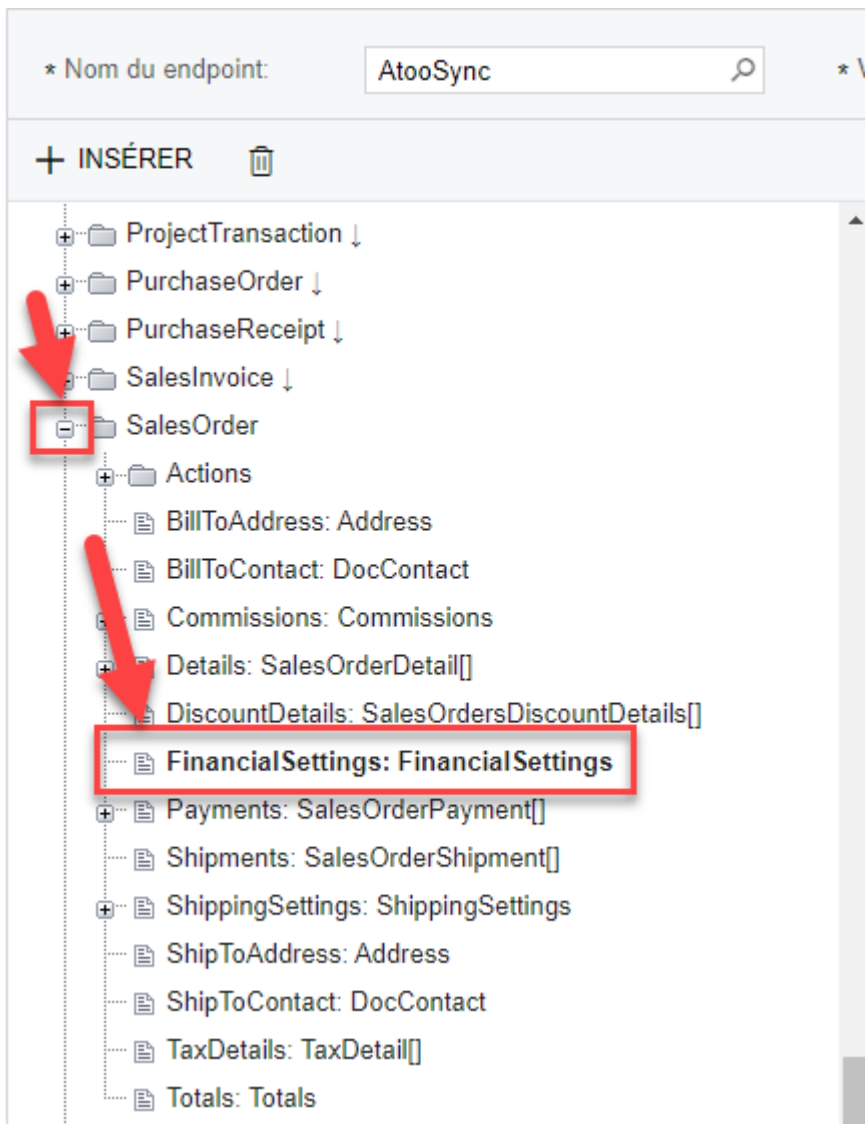 * Nom du endpoint: AtooSync * V
+ INSÉRER
ProjectTransaction ↓
PurchaseOrder ↓
PurchaseReceipt ↓
SalesInvoice ↓
SalesOrder
Actions
BillToAddress: Address
BillToContact: DocContact
Commissions: Commissions
Details: SalesOrderDetail[]
DiscountDetails: SalesOrdersDiscountDetails[]
FinancialSettings: FinancialSettings
Payments: SalesOrderPayment[]
Shipments: SalesOrderShipment[]
ShippingSettings: ShippingSettings
ShipToAddress: Address
ShipToContact: DocContact
TaxDetails: TaxDetail[]
Totals: Totals